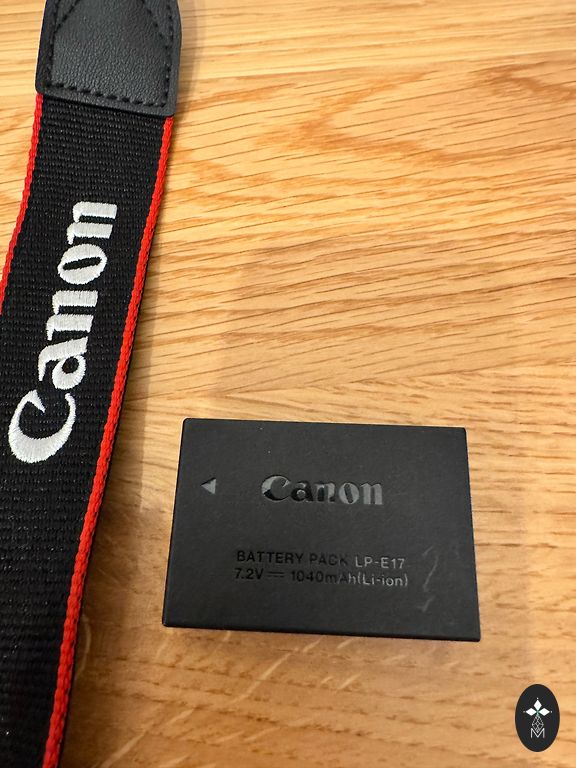 Canon
Canon
BATTERY PACK LP-E17
7.2V ⎓ 1040mAh(Li-ion)
M